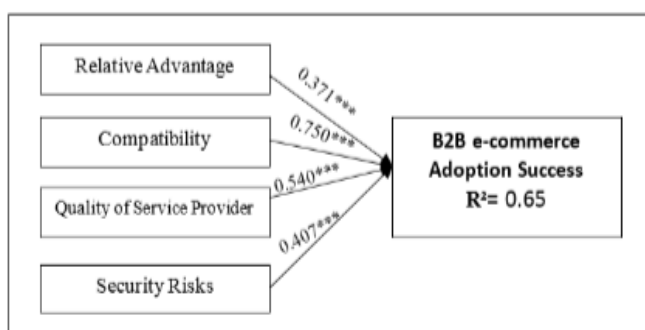 Relative Advantage
0.371***
Compatibility
0.750***
Quality of Service Provider
0.540***
Security Risks
0.407***
B2B e-commerce
Adoption Success
R²= 0.65